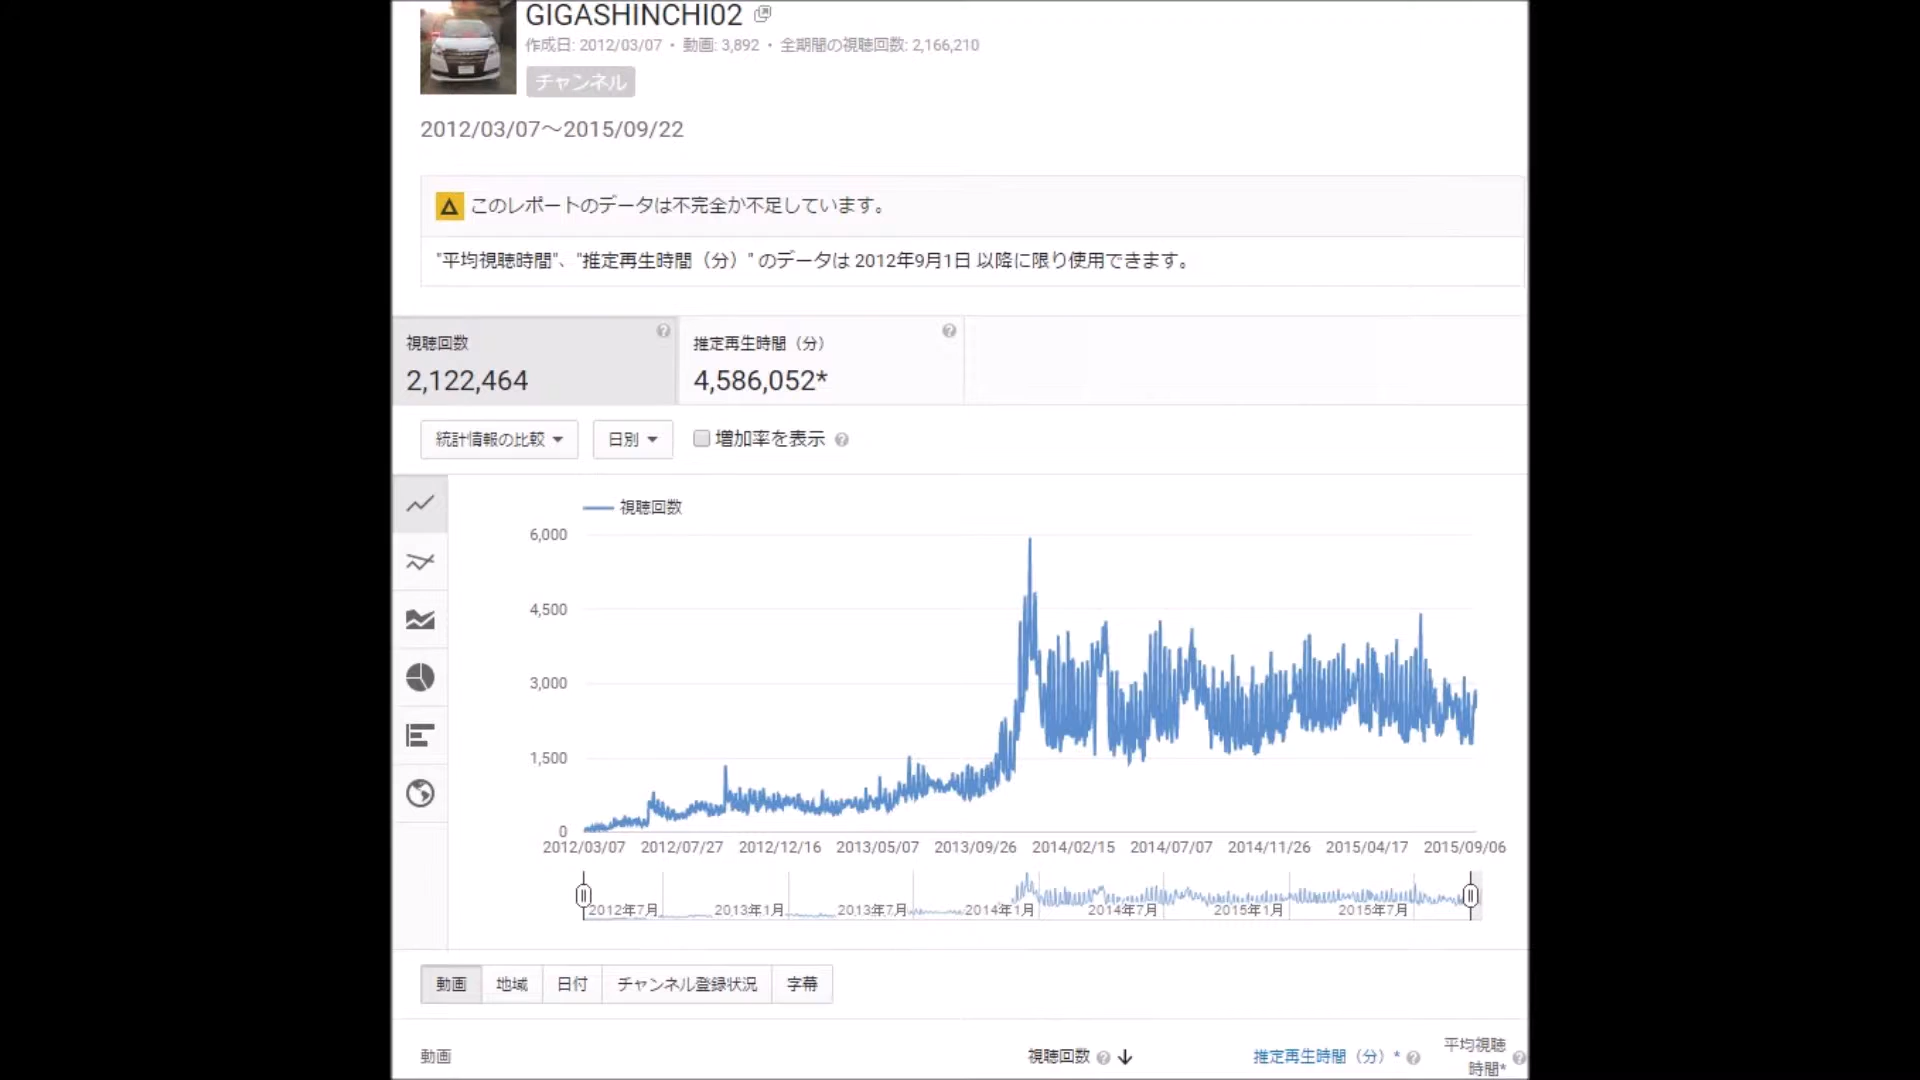 GIGASHINCHI02
作成日: 2012/03/07 • 動画: 3,892 • 全期間の視聴回数: 2,166,210
チャンネル
2012/03/07～2015/09/22
このレポートのデータは不完全か不足しています。
"平均視聴時間"、"推定再生時間（分）" のデータは 2012年9月1日 以降に限り使用できます。
視聴回数 ?
2,122,464
推定再生時間（分） ?
4,586,052*
統計情報の比較 日別 増加率を表示 ?
視聴回数
6,000
4,500
3,000
1,500
0
2012/03/07 2012/07/27 2012/12/16 2013/05/07 2013/09/26 2014/02/15 2014/07/07 2014/11/26 2015/04/17 2015/09/06
2012年7月 2013年1月 2013年7月 2014年1月 2014年7月 2015年1月 2015年7月
動画 地域 日付 チャンネル登録状況 字幕
動画 視聴回数 ? 推定再生時間（分）* ? 平均視聴
時間* ?